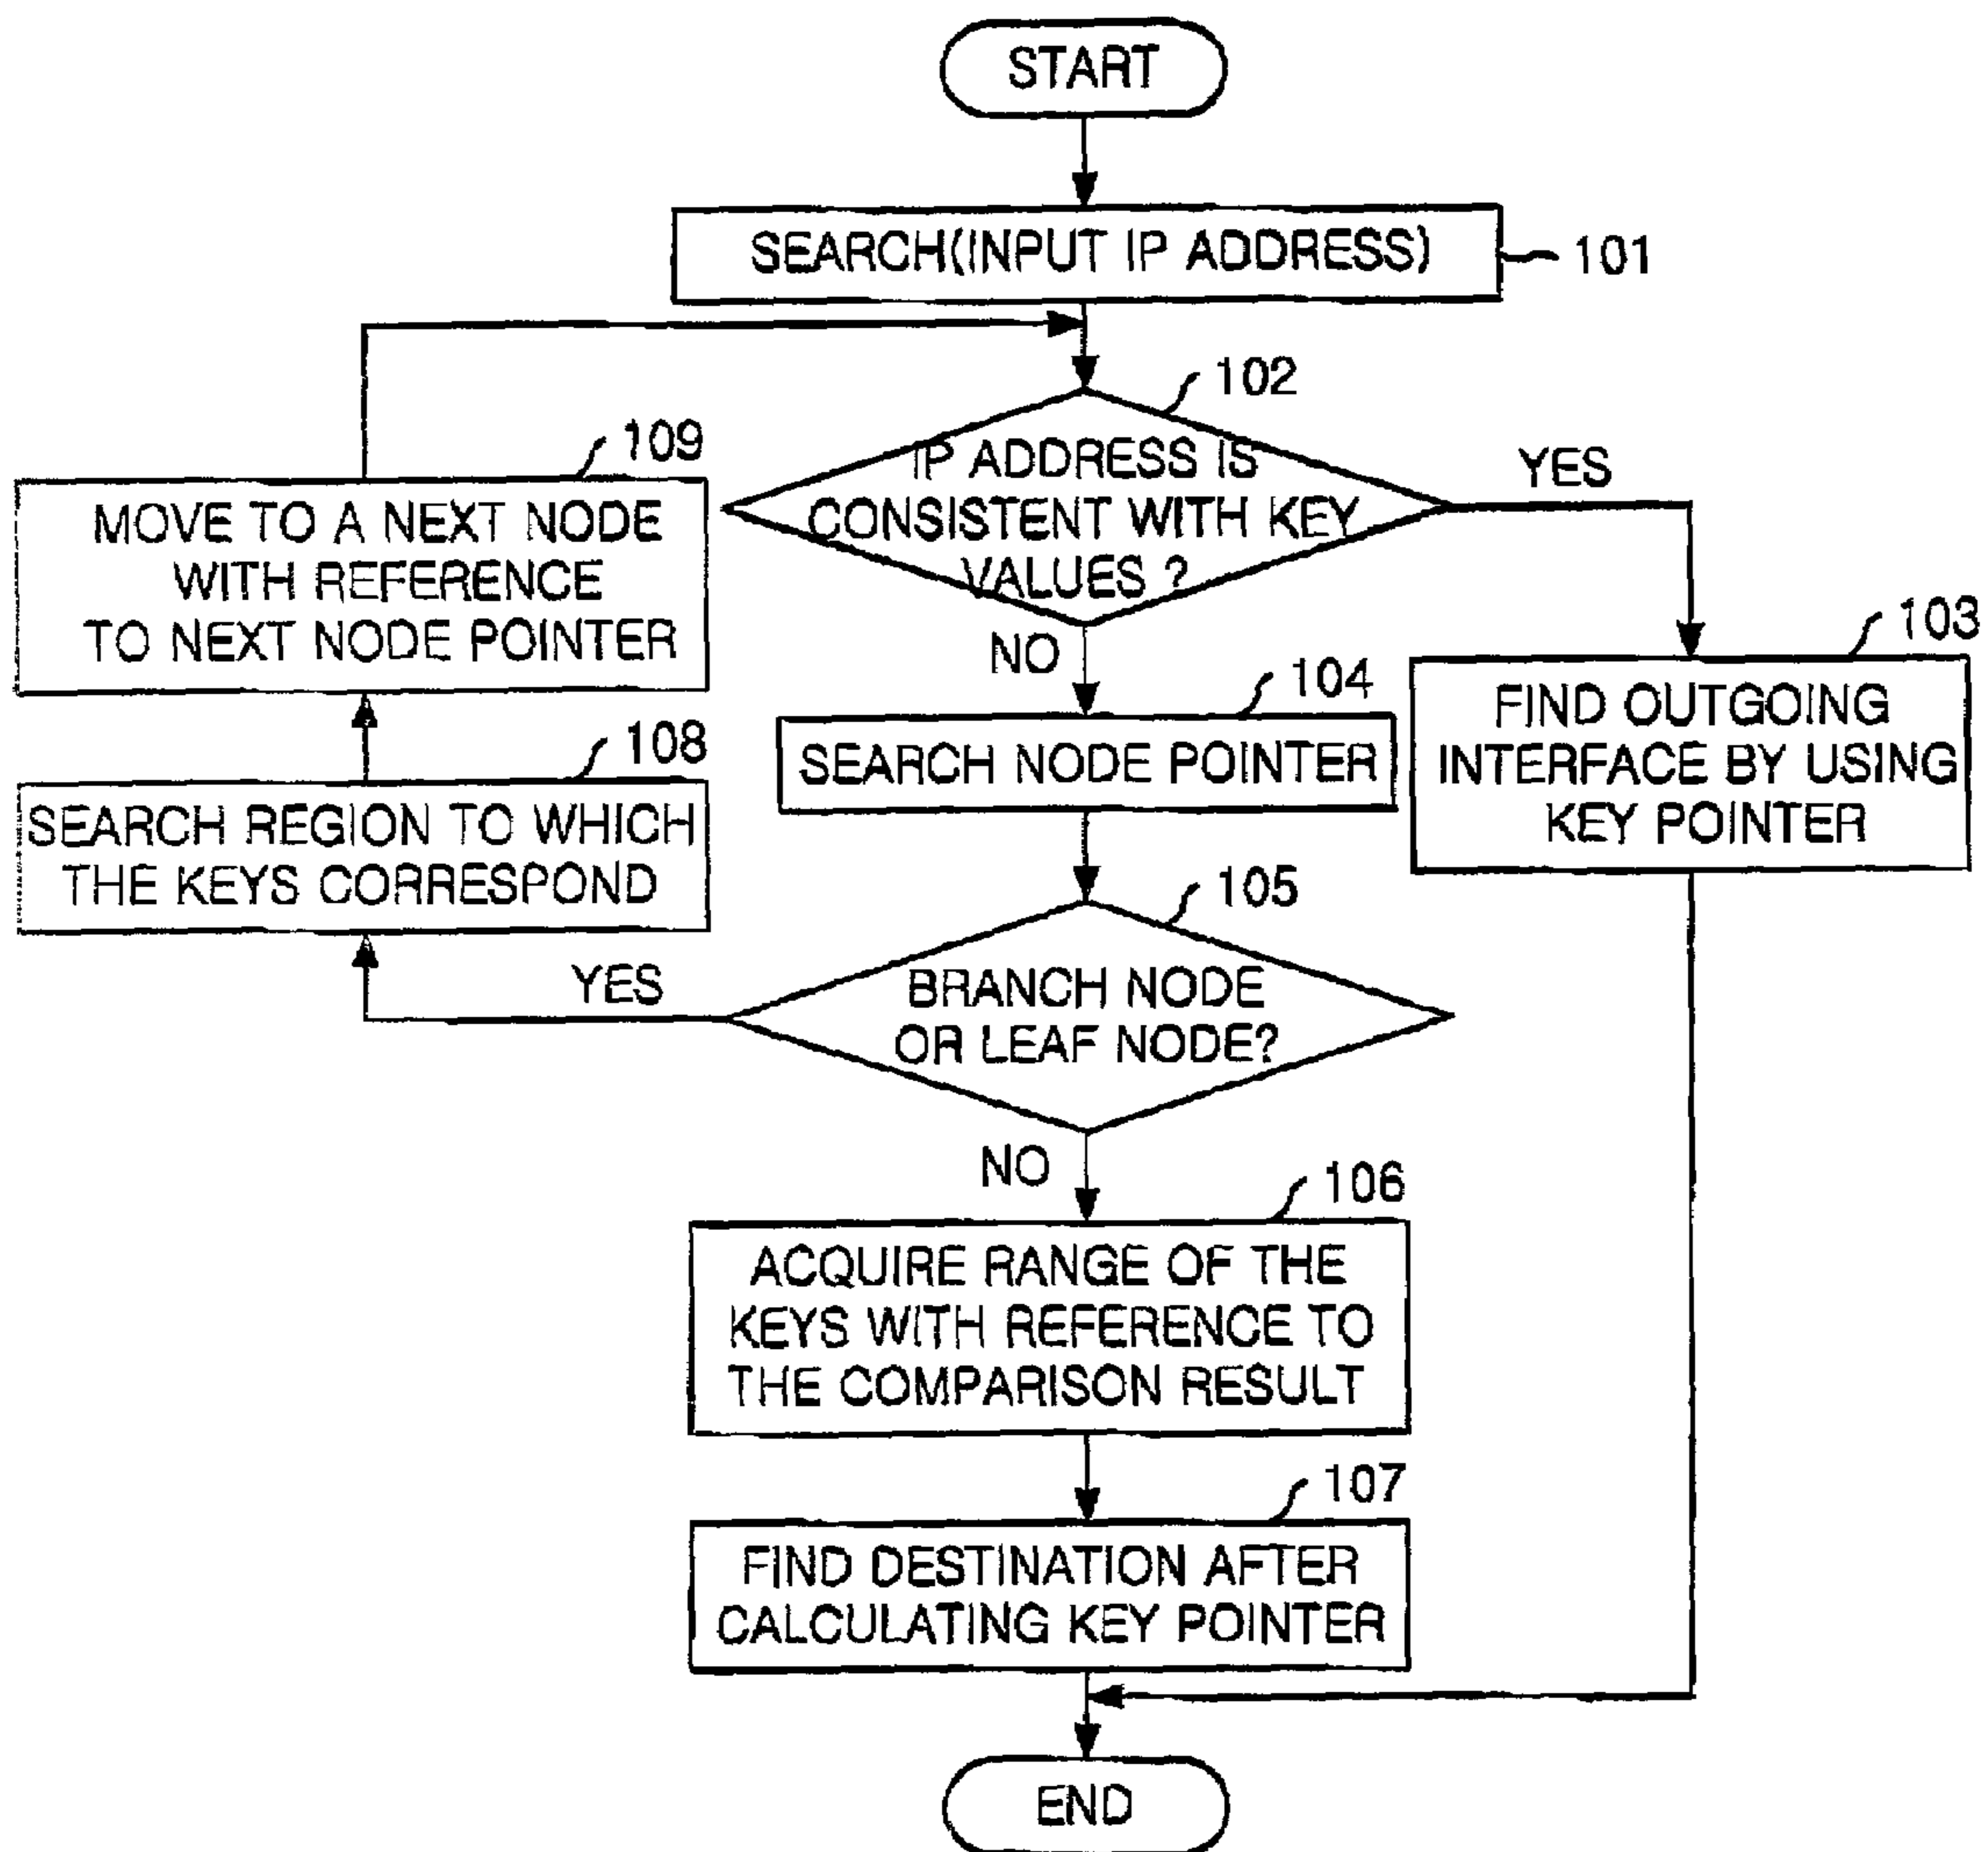 START
SEARCH(INPUT IP ADDRESS)
101
102
IP ADDRESS IS
CONSISTENT WITH KEY
VALUES ?
YES
NO
103
FIND OUTGOING
INTERFACE BY USING
KEY POINTER
104
SEARCH NODE POINTER
105
BRANCH NODE
OR LEAF NODE?
YES
NO
109
MOVE TO A NEXT NODE
WITH REFERENCE
TO NEXT NODE POINTER
108
SEARCH REGION TO WHICH
THE KEYS CORRESPOND
106
ACQUIRE RANGE OF THE
KEYS WITH REFERENCE TO
THE COMPARISON RESULT
107
FIND DESTINATION AFTER
CALCULATING KEY POINTER
END